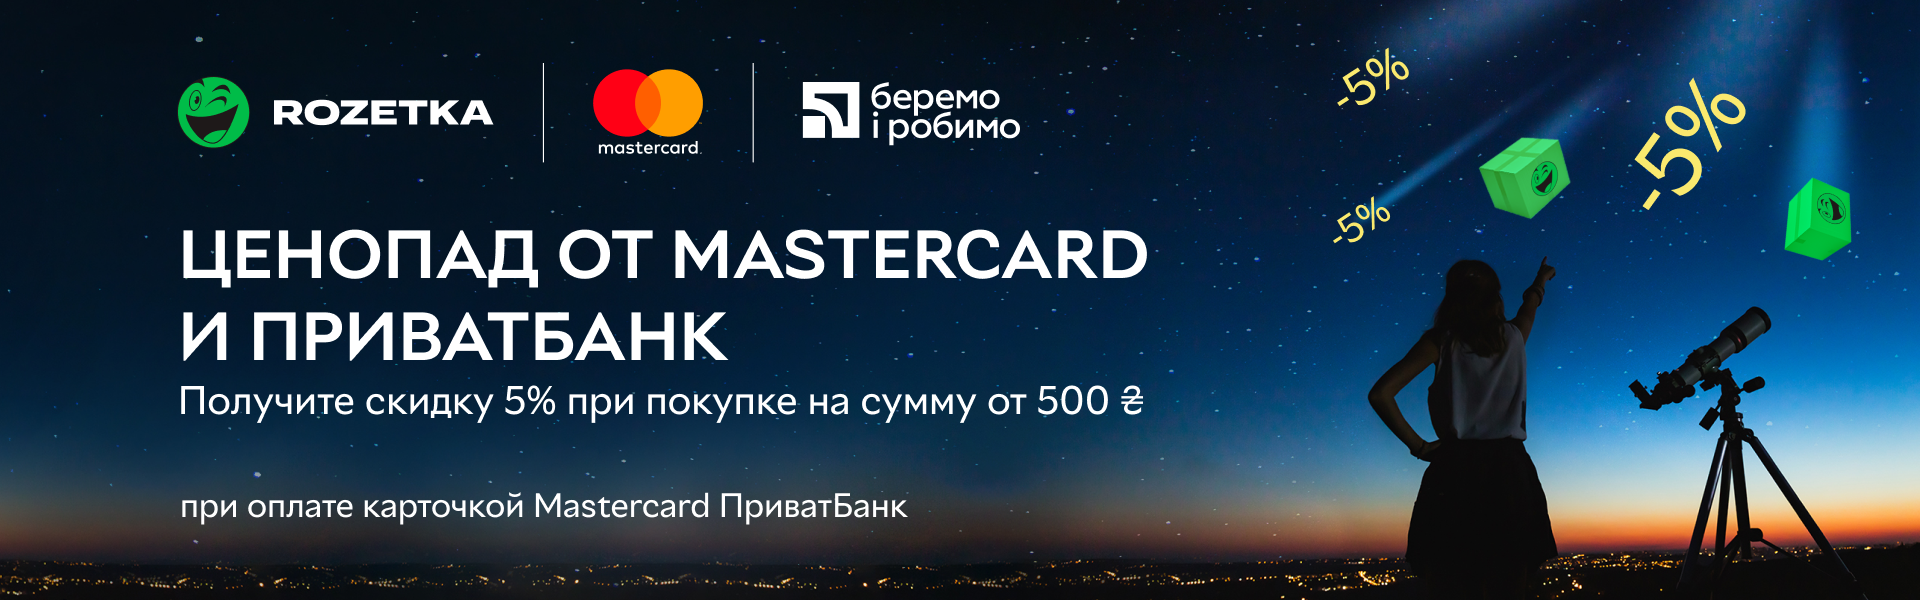 ROZETKA
mastercard.
беремо
і робимо
-5%
-5%
-5%
ЦЕНОПАД ОТ MASTERCARD
И ПРИВАТБАНК
Получите скидку 5% при покупке на сумму от 500 ₴
при оплате карточкой Mastercard ПриватБанк